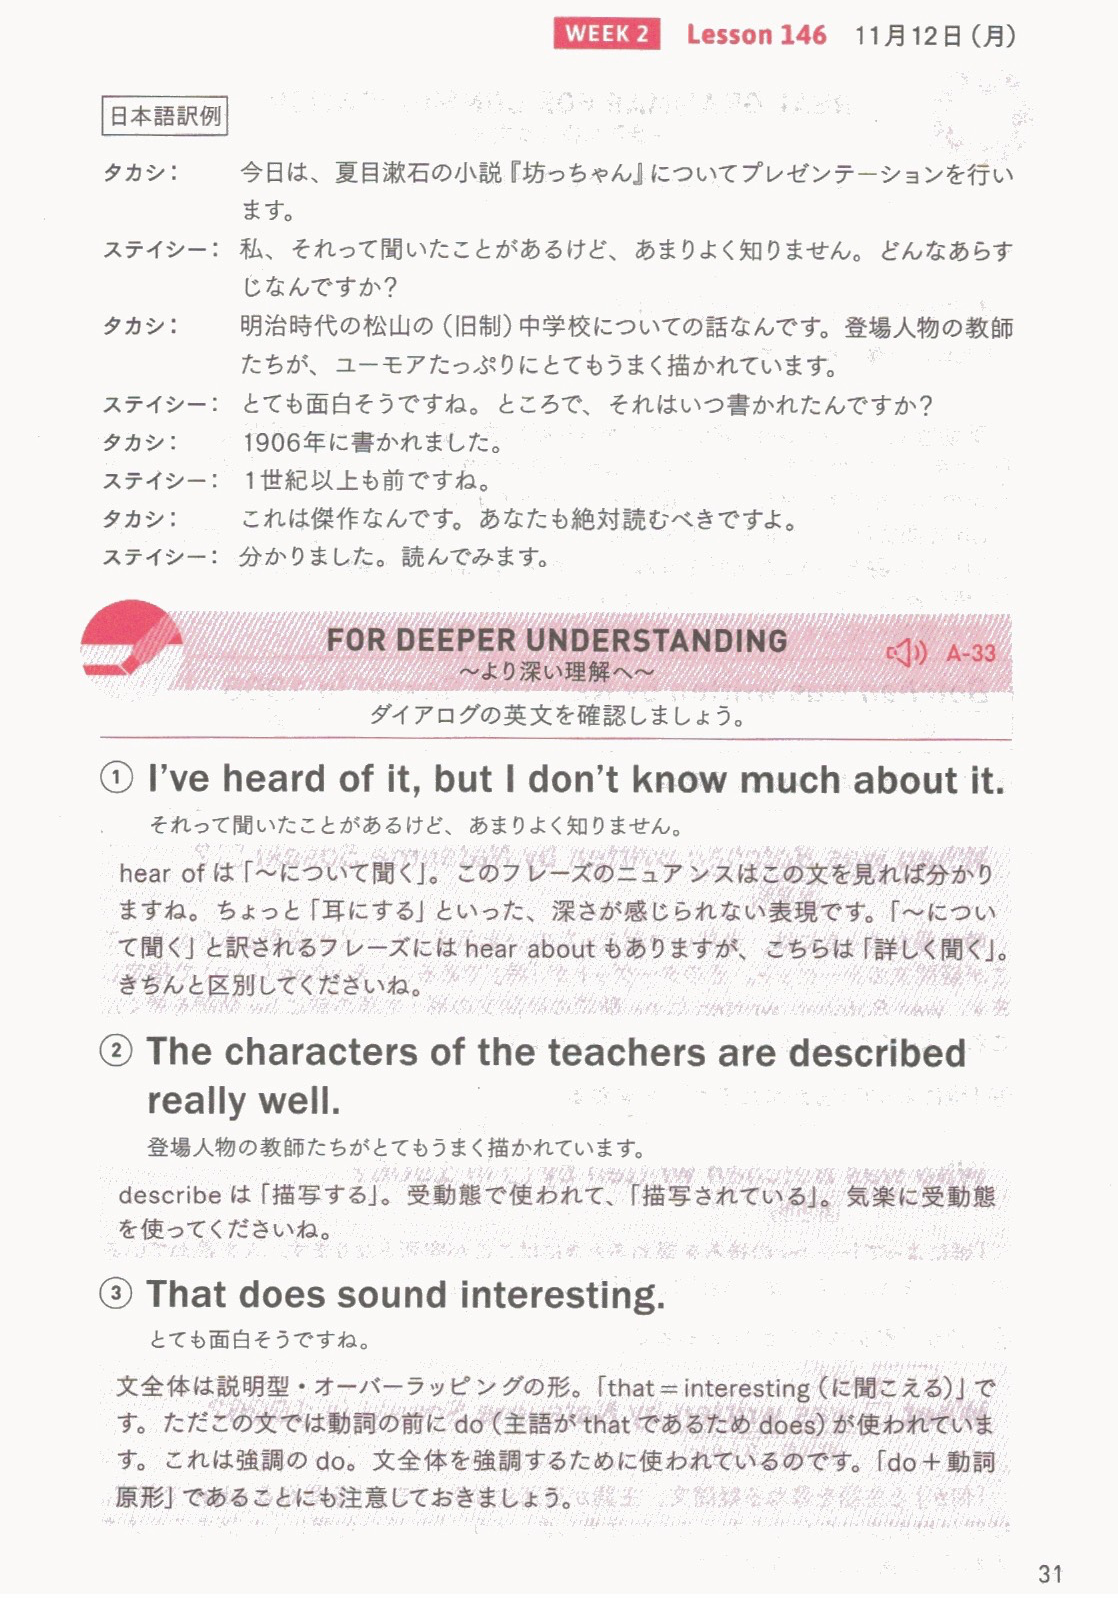 WEEK 2 Lesson 146 11月12日（月）
日本語訳例
タカシ： 今日は、夏目漱石の小説『坊っちゃん』についてプレゼンテーションを行い
ます。
ステイシー： 私、それって聞いたことがあるけど、あまりよく知りません。どんなあらす
じなんですか？
タカシ： 明治時代の松山の（旧制）中学校についての話なんです。登場人物の教師
たちが、ユーモアたっぷりにとてもうまく描かれています。
ステイシー： とても面白そうですね。ところで、それはいつ書かれたんですか？
タカシ： 1906年に書かれました。
ステイシー： 1世紀以上も前ですね。
タカシ： これは傑作なんです。あなたも絶対読むべきですよ。
ステイシー： 分かりました。読んでみます。
FOR DEEPER UNDERSTANDING A-33
〜より深い理解へ〜
ダイアログの英文を確認しましょう。
① I've heard of it, but I don't know much about it.
それって聞いたことがあるけど、あまりよく知りません。
hear of は「〜について聞く」。このフレーズのニュアンスはこの文を見れば分かり
ますね。ちょっと「耳にする」といった、深さが感じられない表現です。「〜につい
て聞く」と訳されるフレーズには hear about もありますが、こちらは「詳しく聞く」。
きちんと区別してくださいね。
② The characters of the teachers are described
really well.
登場人物の教師たちがとてもうまく描かれています。
describe は「描写する」。受動態で使われて、「描写されている」。気楽に受動態
を使ってくださいね。
③ That does sound interesting.
とても面白そうですね。
文全体は説明型・オーバーラッピングの形。「that＝interesting（に聞こえる）」で
す。ただこの文では動詞の前に do（主語が that であるため does）が使われていま
す。これは強調の do。文全体を強調するために使われているのです。「do＋動詞
原形」であることにも注意しておきましょう。
31